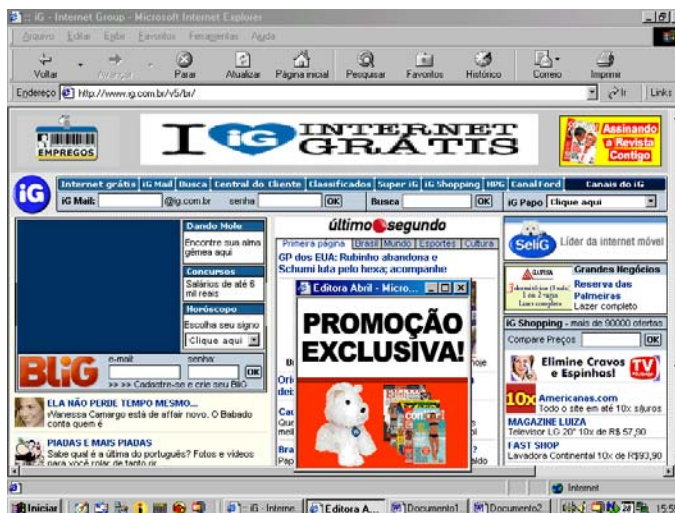 :: iG - Internet Group - Microsoft Internet Explorer
Arquivo Editar Exibir Favoritos Ferramentas Ajuda
Voltar Avançar Parar Atualizar Página inicial Pesquisar Favoritos Histórico Correio Imprimir
Endereço http://www.ig.com.br/v5/br/ Ir Links
EMPREGOS
I iG INTERNET GRÁTIS
Assinando a Revista Contigo
iG
Internet grátis iG Mail Busca Central do Cliente Classificados Super iG iG Shopping HPG Canal Ford Canais do iG
iG Mail: @ig.com.br senha OK Busca OK iG Papo Clique aqui
Dando Mole
Encontre sua alma gêmea aqui
Concursos
Salários de até 6 mil reais
Horóscopo
Escolha seu signo
Clique aqui
BLiG
e-mail: senha: OK
>> >> Cadastre-se e crie seu BliG
ELA NÃO PERDE TEMPO MESMO...
Wanessa Camargo está de affair novo. O Babado conta quem é
PIADAS E MAIS PIADAS
Sabe qual é a última do português? Fotos e vídeos para você rolar de tanto rir
último segundo
Primeira página Brasil Mundo Esportes Cultura
GP dos EUA: Rubinho abandona e
Schumi luta pelo hexa; acompanhe
Editora Abril - Micro...
PROMOÇÃO
EXCLUSIVA!
hoje
SeliG Líder da internet móvel
Grandes Negócios
Reserva das Palmeiras
Lazer completo
iG Shopping - mais de 90000 ofertas
Compare Preços OK
Elimine Cravos e Espinhas!
10x
Americanas.com
Todo o site em até 10x s/juros
MAGAZINE LUIZA
Televisor LG 20" 10x de R$ 57,90
FAST SHOP
Lavadora Continental 10x de R$93,90
Internet
Iniciar :: iG - Interne... Editora A... Documento1 Documento2